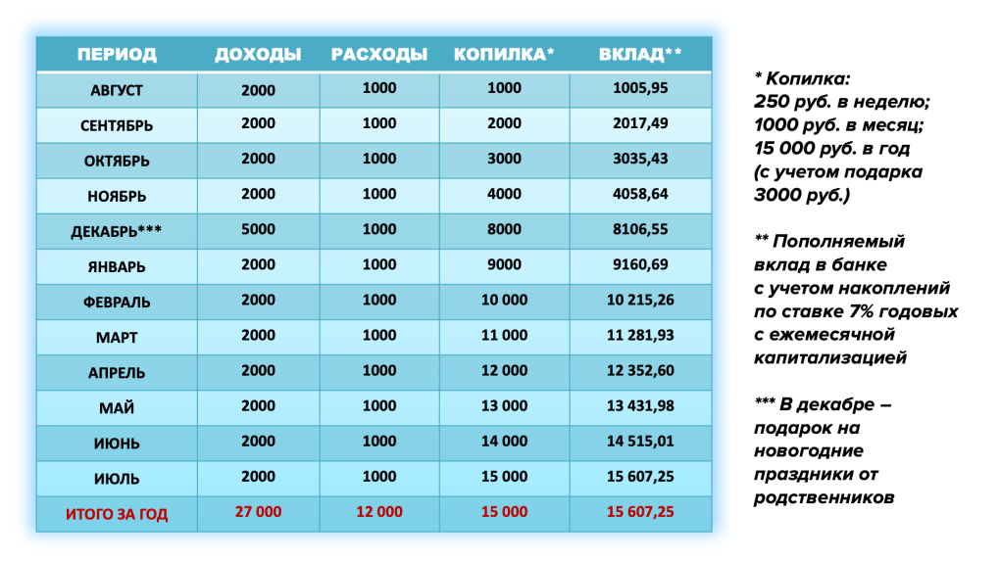 ПЕРИОД ДОХОДЫ РАСХОДЫ КОПИЛКА* ВКЛАД**
АВГУСТ 2000 1000 1000 1005,95
СЕНТЯБРЬ 2000 1000 2000 2017,49
ОКТЯБРЬ 2000 1000 3000 3035,43
НОЯБРЬ 2000 1000 4000 4058,64
ДЕКАБРЬ*** 5000 1000 8000 8106,55
ЯНВАРЬ 2000 1000 9000 9160,69
ФЕВРАЛЬ 2000 1000 10 000 10 215,26
МАРТ 2000 1000 11 000 11 281,93
АПРЕЛЬ 2000 1000 12 000 12 352,60
МАЙ 2000 1000 13 000 13 431,98
ИЮНЬ 2000 1000 14 000 14 515,01
ИЮЛЬ 2000 1000 15 000 15 607,25
ИТОГО ЗА ГОД 27 000 12 000 15 000 15 607,25
* Копилка:
250 руб. в неделю;
1000 руб. в месяц;
15 000 руб. в год
(с учетом подарка
3000 руб.)
** Пополняемый
вклад в банке
с учетом накоплений
по ставке 7% годовых
с ежемесячной
капитализацией
*** В декабре –
подарок на
новогодние
праздники от
родственников